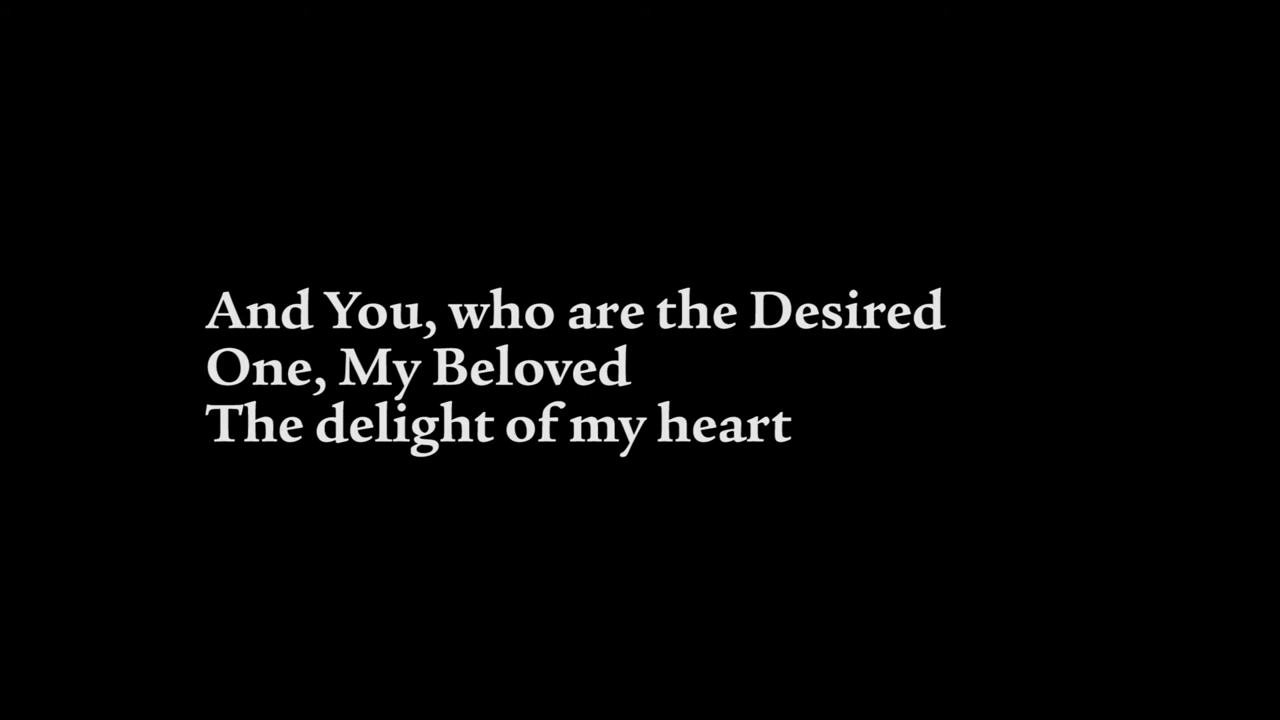 And You, who are the Desired
One, My Beloved
The delight of my heart